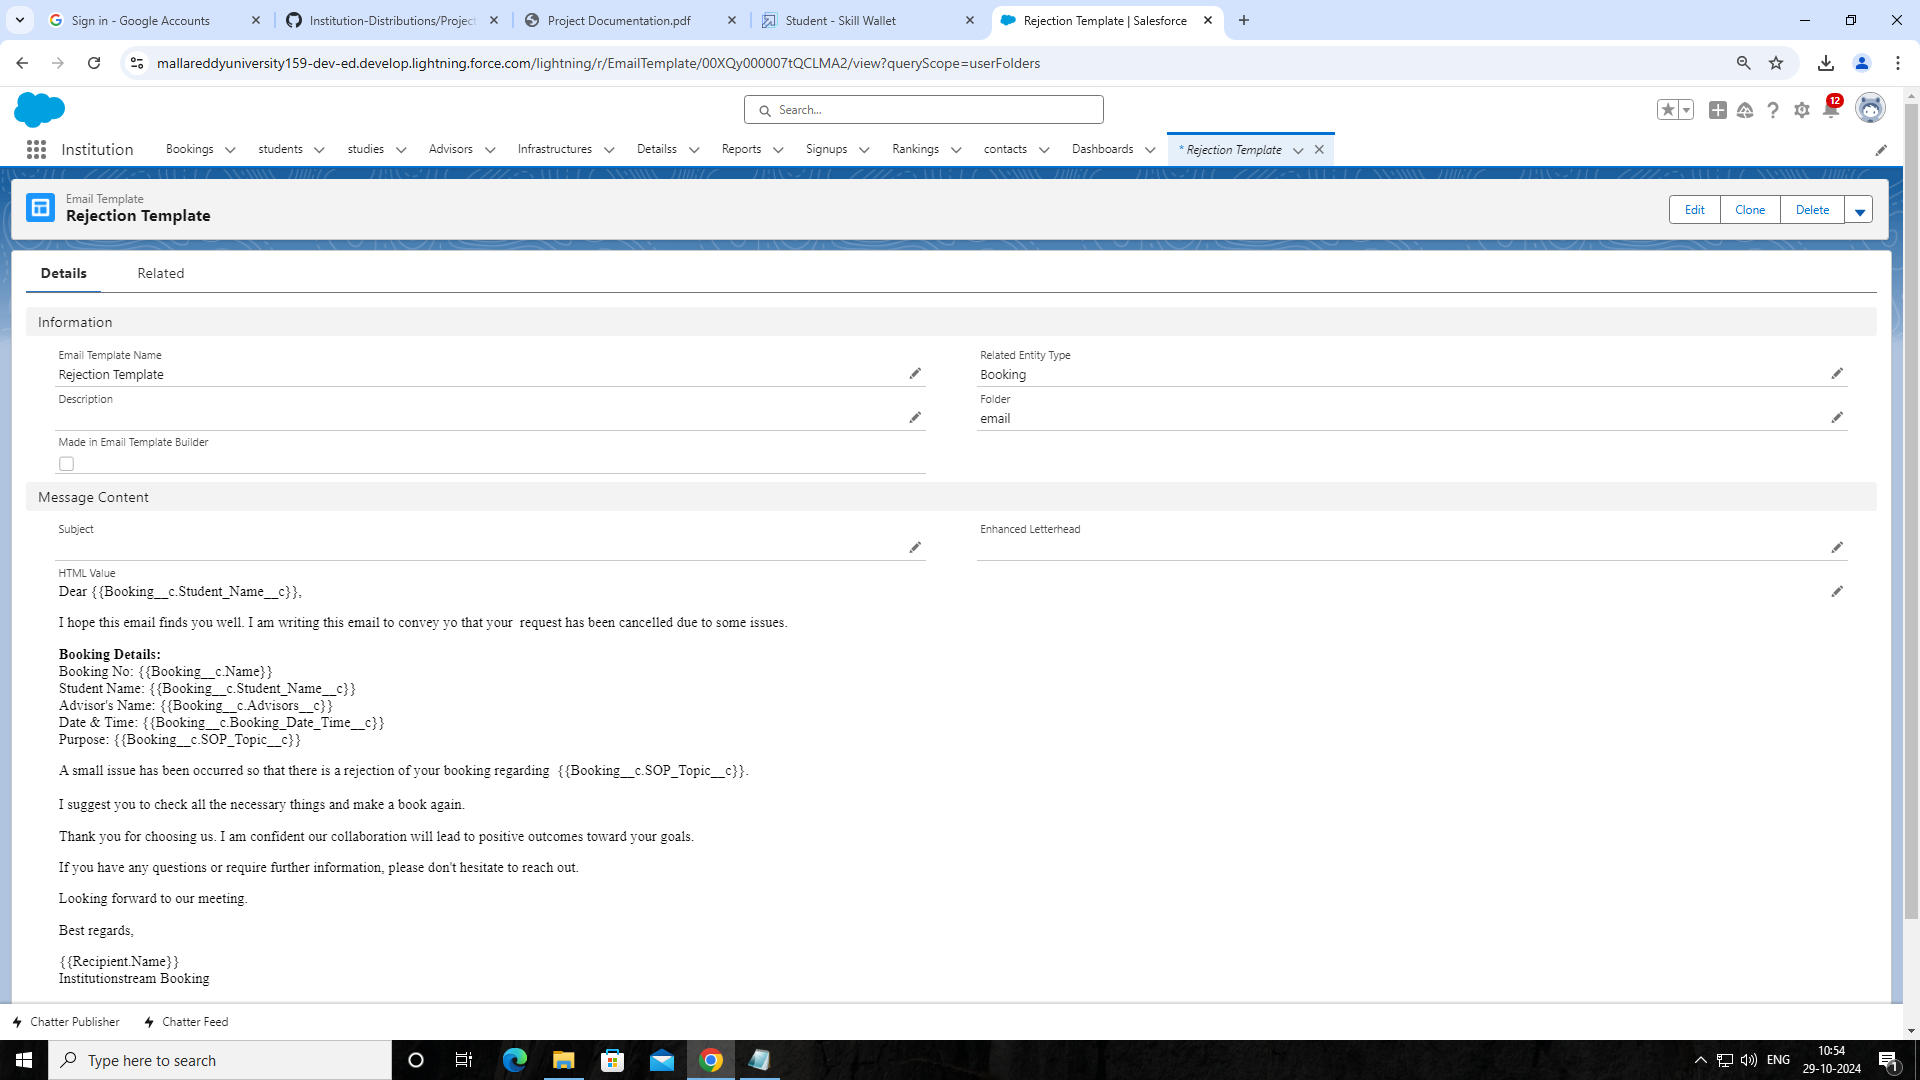 Sign in - Google Accounts
Institution-Distributions/Project
Project Documentation.pdf
Student - Skill Wallet
Rejection Template | Salesforce
mallareddyuniversity159-dev-ed.develop.lightning.force.com/lightning/r/EmailTemplate/00XQy000007tQCLMA2/view?queryScope=userFolders
Search...
12
Institution
Bookings
students
studies
Advisors
Infrastructures
Detailss
Reports
Signups
Rankings
contacts
Dashboards
* Rejection Template
Email Template
Rejection Template
Edit
Clone
Delete
Details
Related
Information
Email Template Name
Rejection Template
Related Entity Type
Booking
Description
Folder
email
Made in Email Template Builder
Message Content
Subject
Enhanced Letterhead
HTML Value
Dear {{Booking__c.Student_Name__c}},
I hope this email finds you well. I am writing this email to convey yo that your  request has been cancelled due to some issues.
Booking Details:
Booking No: {{Booking__c.Name}}
Student Name: {{Booking__c.Student_Name__c}}
Advisor's Name: {{Booking__c.Advisors__c}}
Date & Time: {{Booking__c.Booking_Date_Time__c}}
Purpose: {{Booking__c.SOP_Topic__c}}
A small issue has been occurred so that there is a rejection of your booking regarding  {{Booking__c.SOP_Topic__c}}.
I suggest you to check all the necessary things and make a book again.
Thank you for choosing us. I am confident our collaboration will lead to positive outcomes toward your goals.
If you have any questions or require further information, please don't hesitate to reach out.
Looking forward to our meeting.
Best regards,
{{Recipient.Name}}
Institutionstream Booking
Chatter Publisher
Chatter Feed
Type here to search
ENG
10:54
29-10-2024
1